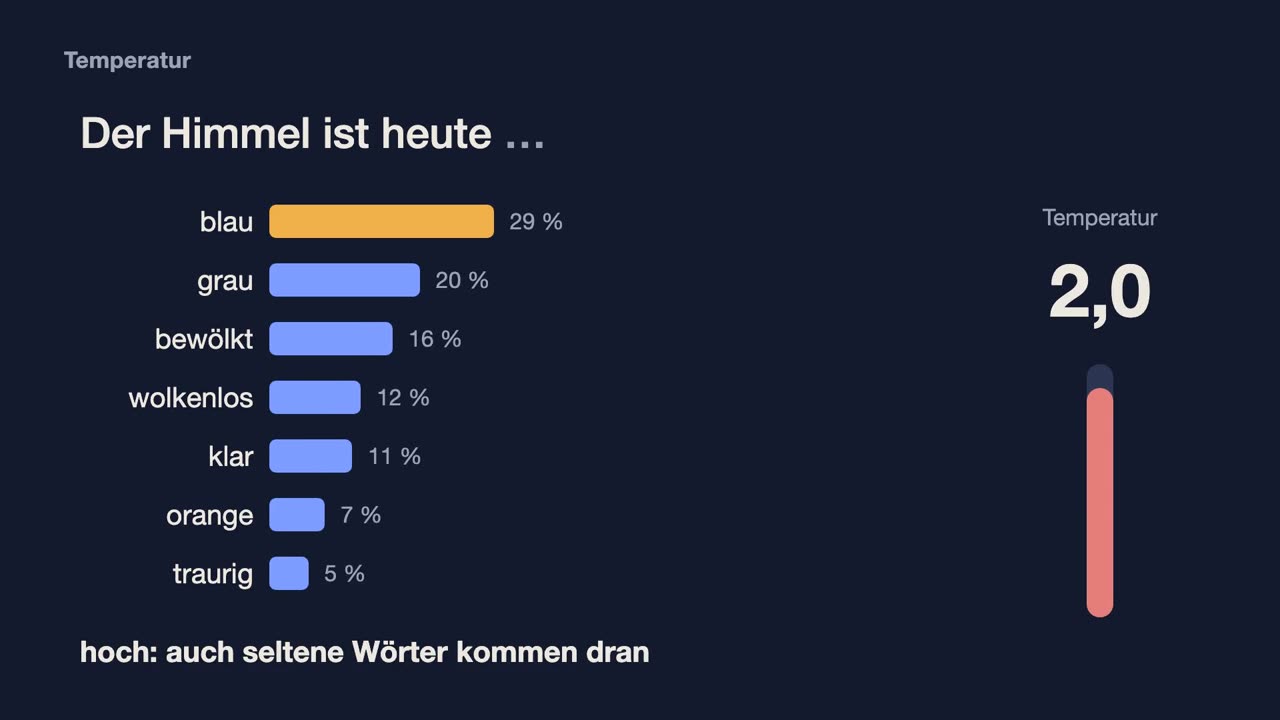 Temperatur
Der Himmel ist heute …
blau 29 %
grau 20 %
bewölkt 16 %
wolkenlos 12 %
klar 11 %
orange 7 %
traurig 5 %
Temperatur
2,0
hoch: auch seltene Wörter kommen dran